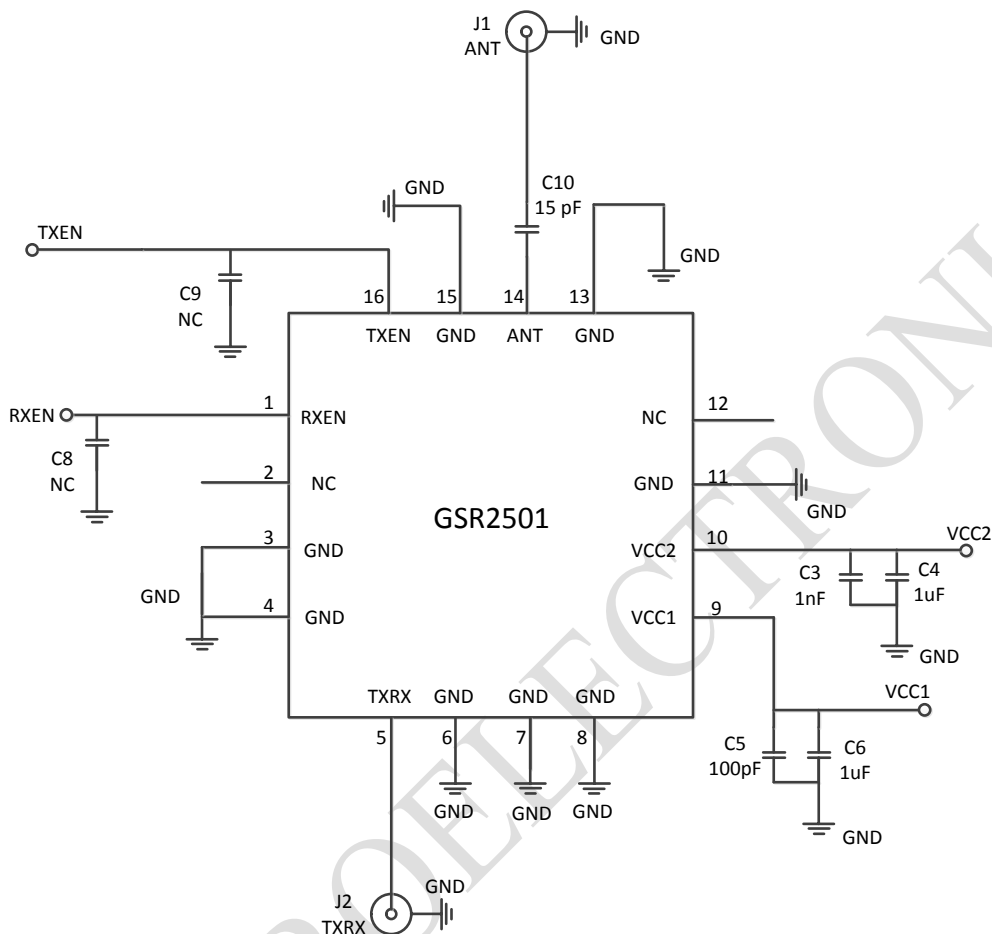 J1
ANT
GND
C10
15 pF
GND
GND
TXEN
C9
NC
16
15
14
13
TXEN
GND
ANT
GND
RXEN
C8
NC
1
RXEN
2
NC
3
GND
GND
4
GND
GSR2501
NC
12
GND
11
GND
VCC2
10
VCC2
C3
1nF
C4
1uF
GND
VCC1
9
VCC1
C5
100pF
C6
1uF
GND
TXRX
GND
GND
GND
5
6
7
8
GND
GND
GND
J2
TXRX
GND
ROELECTRONI